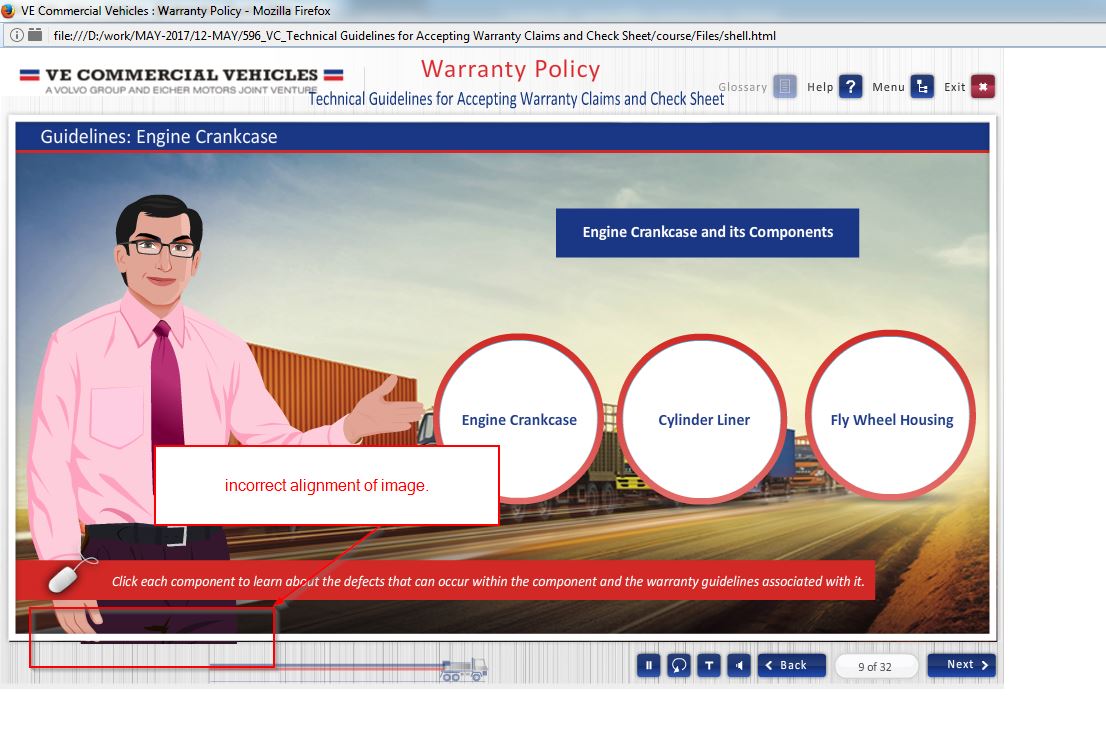 VE Commercial Vehicles : Warranty Policy - Mozilla Firefox
file:///D:/work/MAY-2017/12-MAY/596_VC_Technical Guidelines for Accepting Warranty Claims and Check Sheet/course/Files/shell.html
VE COMMERCIAL VEHICLES
A VOLVO GROUP AND EICHER MOTORS JOINT VENTURE
Warranty Policy
Technical Guidelines for Accepting Warranty Claims and Check Sheet
Glossary Help ? Menu Exit
Guidelines: Engine Crankcase
Engine Crankcase and its Components
Engine Crankcase Cylinder Liner Fly Wheel Housing
incorrect alignment of image.
Click each component to learn about the defects that can occur within the component and the warranty guidelines associated with it.
T Back 9 of 32 Next